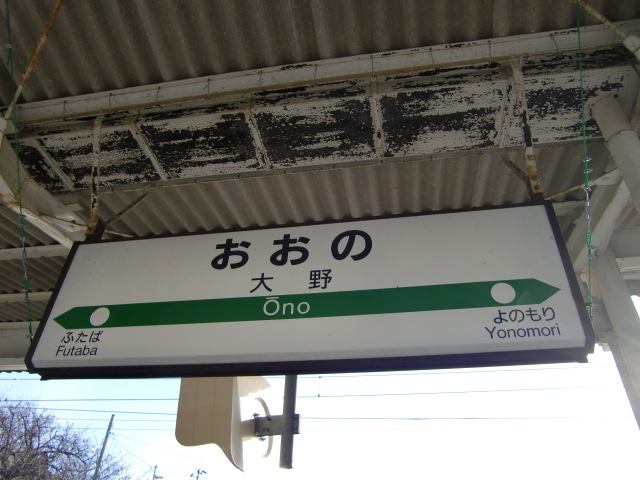 おおの
大野
Ōno
ふたば
Futaba
よのもり
Yonomori